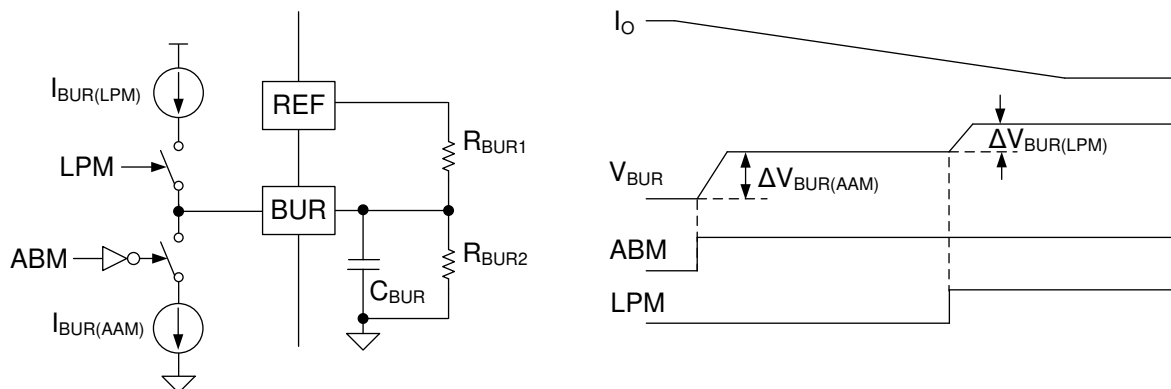 I_BUR(LPM)
REF
R_BUR1
LPM
BUR
ABM
C_BUR
R_BUR2
I_BUR(AAM)
I_O
V_BUR
ΔV_BUR(AAM)
ΔV_BUR(LPM)
ABM
LPM